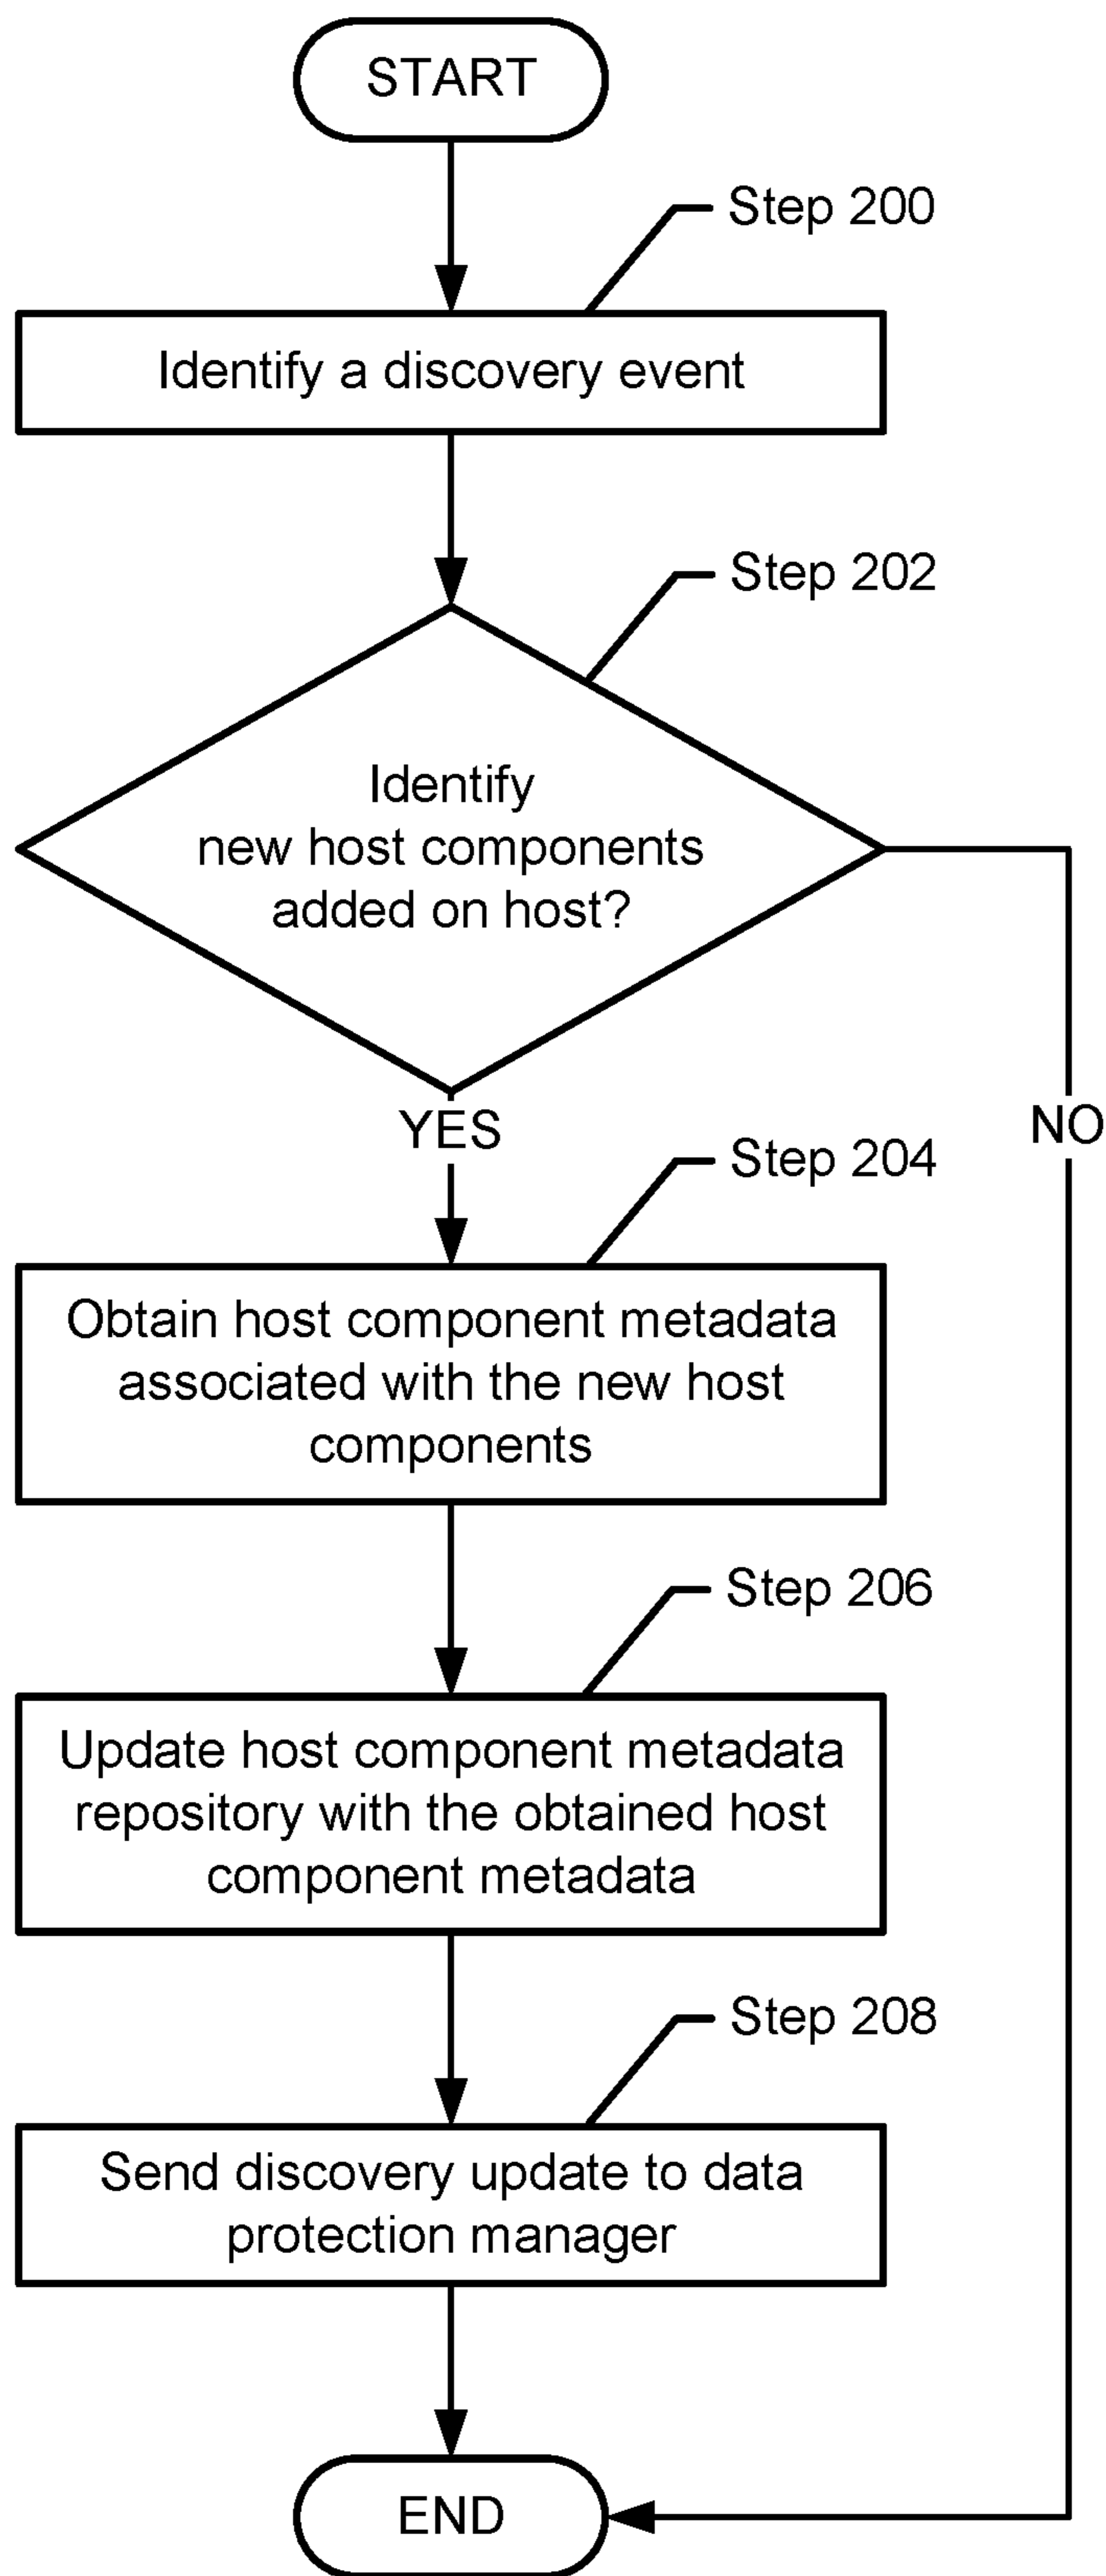 START
Step 200
Identify a discovery event
Step 202
Identify
new host components
added on host?
YES
NO
Step 204
Obtain host component metadata
associated with the new host
components
Step 206
Update host component metadata
repository with the obtained host
component metadata
Step 208
Send discovery update to data
protection manager
END